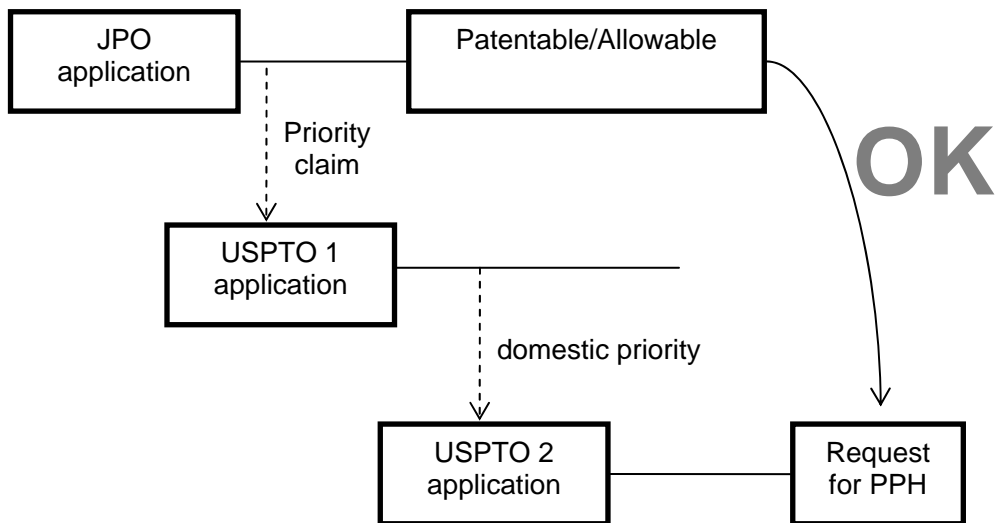 JPO
application
Patentable/Allowable
OK
Priority
claim
USPTO 1
application
domestic priority
USPTO 2
application
Request
for PPH